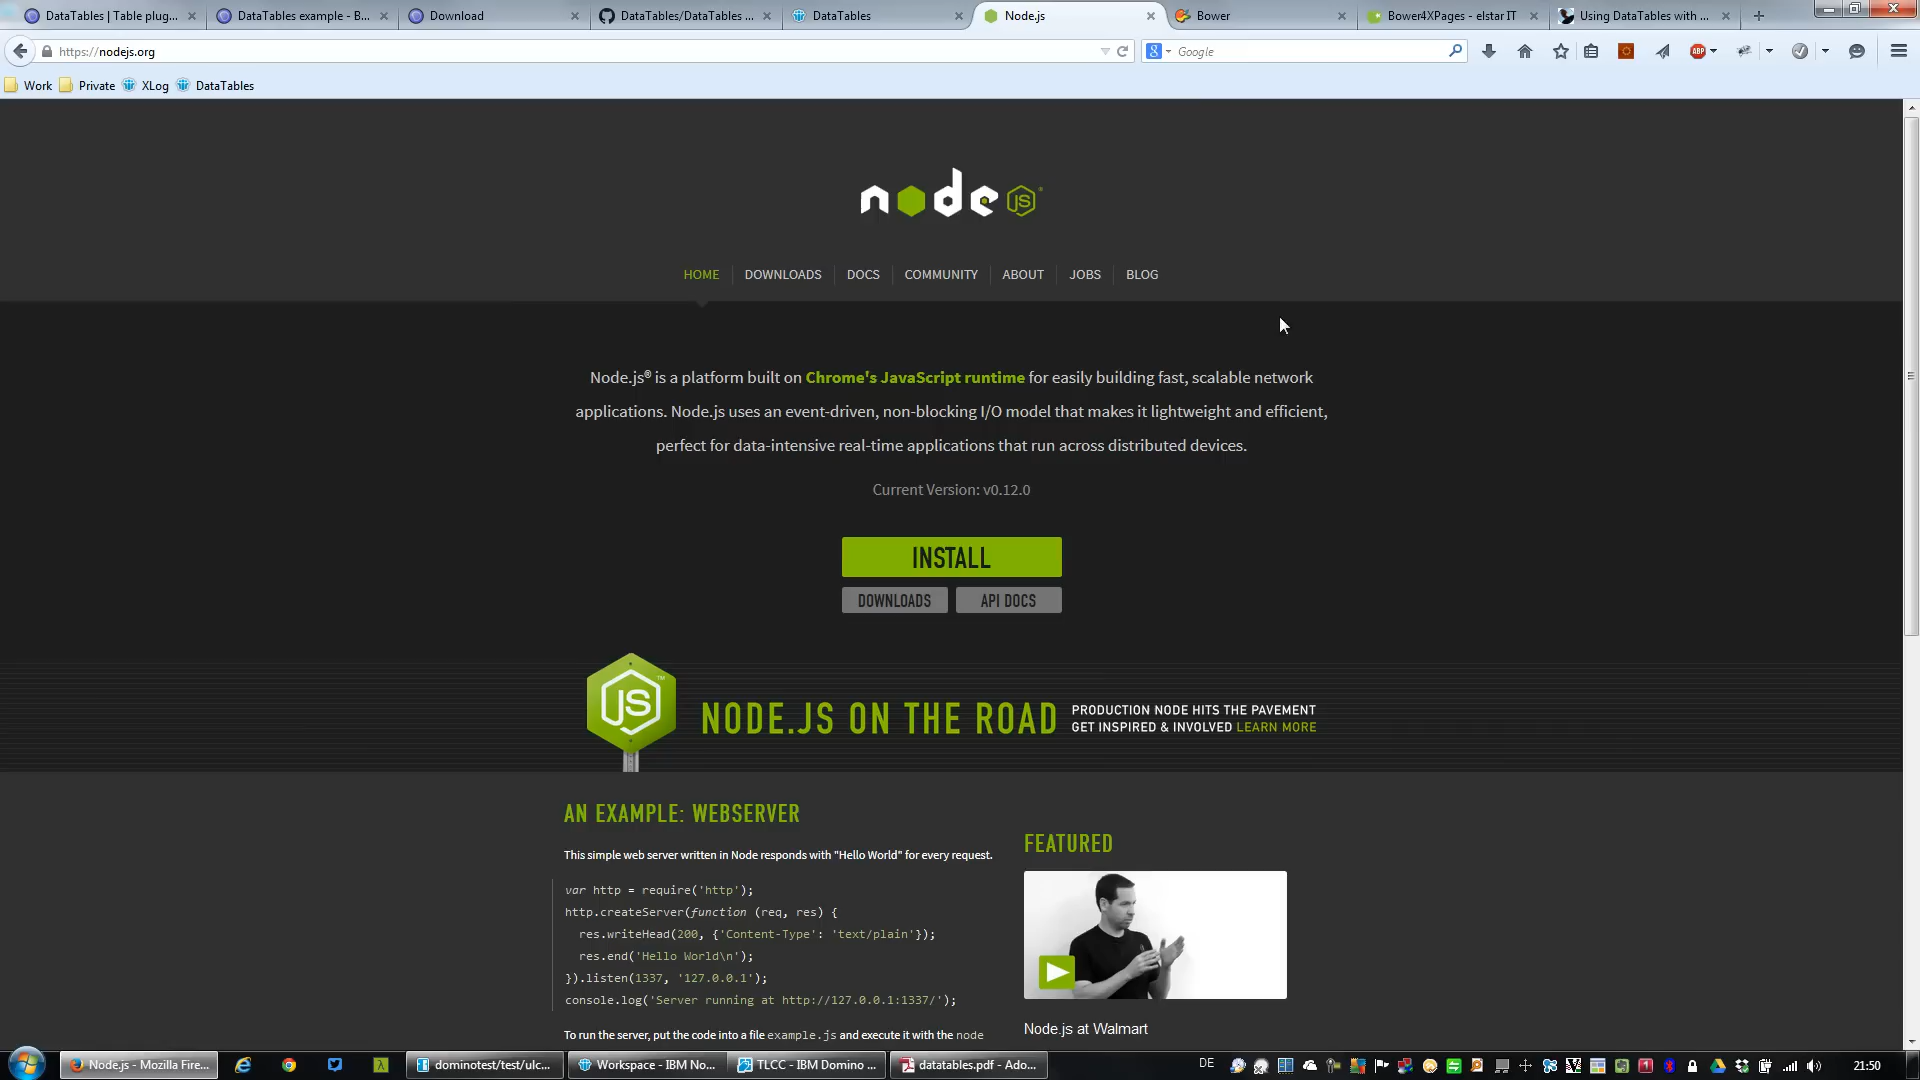 DataTables | Table plug...
DataTables example - B...
Download
DataTables/DataTables ...
DataTables
Node.js
Bower
Bower4XPages - elstar IT
Using DataTables with ...
https://nodejs.org
Google
ABP
Work
Private
XLog
DataTables
node JS
HOME
DOWNLOADS
DOCS
COMMUNITY
ABOUT
JOBS
BLOG
Node.js® is a platform built on Chrome's JavaScript runtime for easily building fast, scalable network
applications. Node.js uses an event-driven, non-blocking I/O model that makes it lightweight and efficient,
perfect for data-intensive real-time applications that run across distributed devices.
Current Version: v0.12.0
INSTALL
DOWNLOADS
API DOCS
JS™
NODE.JS ON THE ROAD
PRODUCTION NODE HITS THE PAVEMENT
GET INSPIRED & INVOLVED LEARN MORE
AN EXAMPLE: WEBSERVER
This simple web server written in Node responds with "Hello World" for every request.
var http = require('http');
http.createServer(function (req, res) {
res.writeHead(200, {'Content-Type': 'text/plain'});
res.end('Hello World\n');
}).listen(1337, '127.0.0.1');
console.log('Server running at http://127.0.0.1:1337/');
To run the server, put the code into a file example.js and execute it with the node
FEATURED
Node.js at Walmart
Node.js - Mozilla Fire...
dominotest/test/ulc...
Workspace - IBM No...
TLCC - IBM Domino ...
datatables.pdf - Ado...
DE
21:50